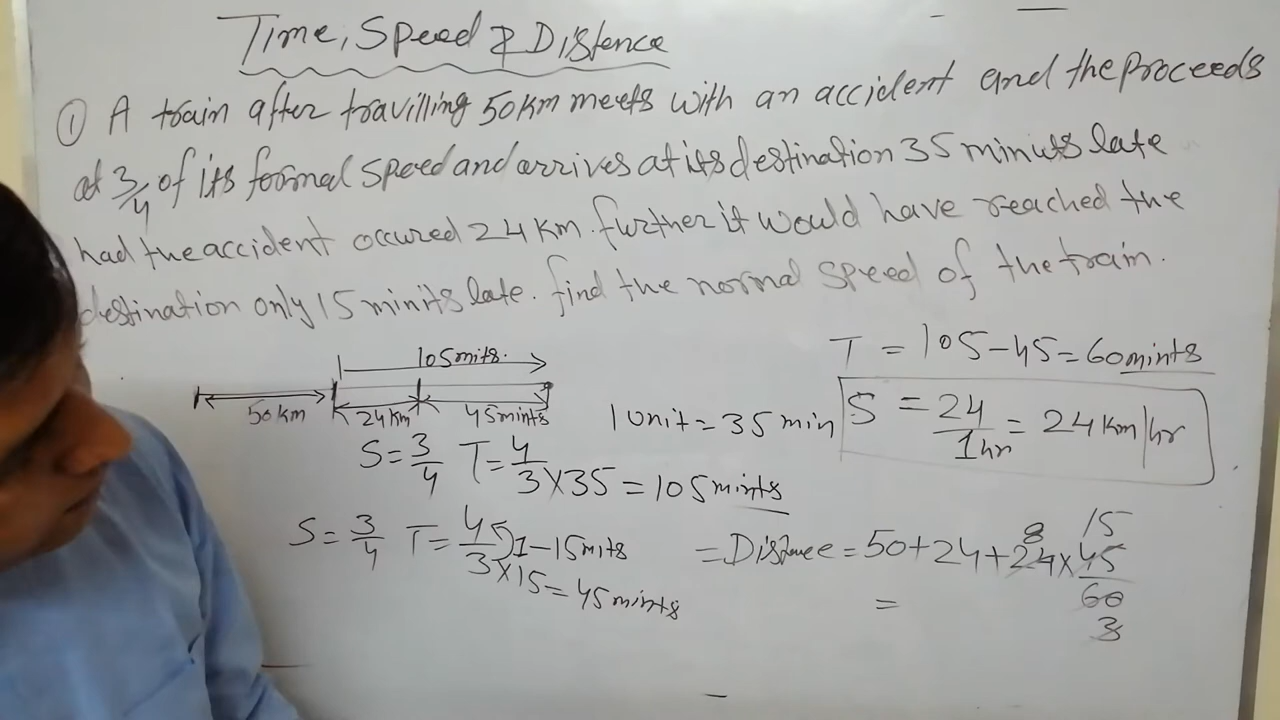 Time, Speed & Distence
① A train after travilling 50km meets with an accident and the Proceeds
at 3/4 of its formal speed and arrives at its destination 35 minuts late
had the accident occured 24 km. further it would have reached the
destination only 15 minits late. find the normal speed of the train.
105 mits.
50 km 24 km 45 mints
T = 105-45 = 60 mints
1 Unit = 35 min
S = 24/1hr = 24 km/hr
S = 3/4 T = 4/3 x 35 = 105 mints
S = 3/4 T = 4/3 1-15 mits
x 15 = 45 mints
= Distance = 50 + 24 + 24 x 45/60
8 15
3
=